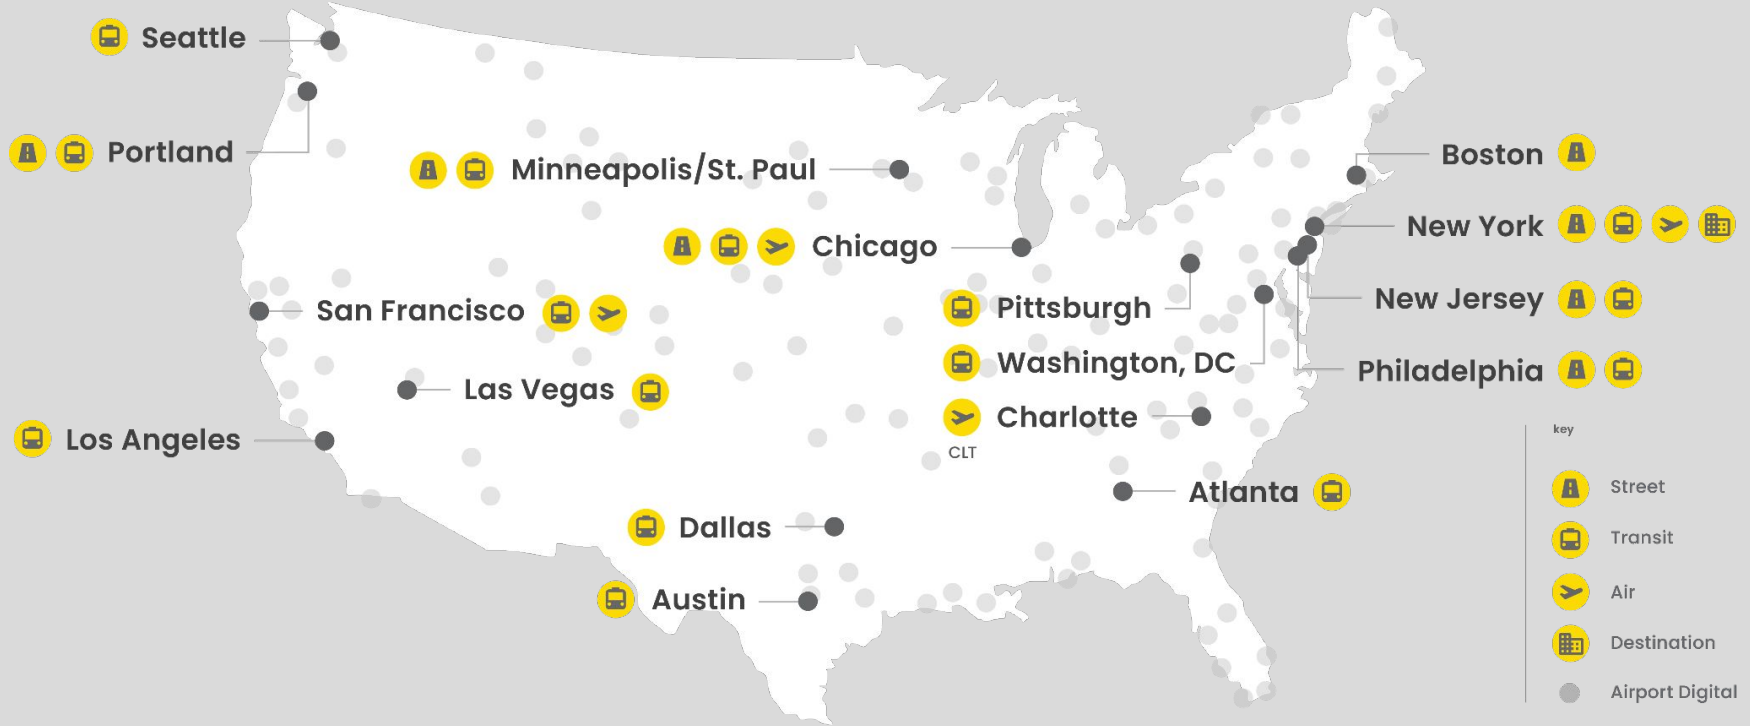 Seattle
Portland
Minneapolis/St. Paul
Boston
New York
Chicago
New Jersey
San Francisco
Pittsburgh
Washington, DC
Philadelphia
Las Vegas
Charlotte
CLT
Los Angeles
Atlanta
Dallas
Austin
key
Street
Transit
Air
Destination
Airport Digital